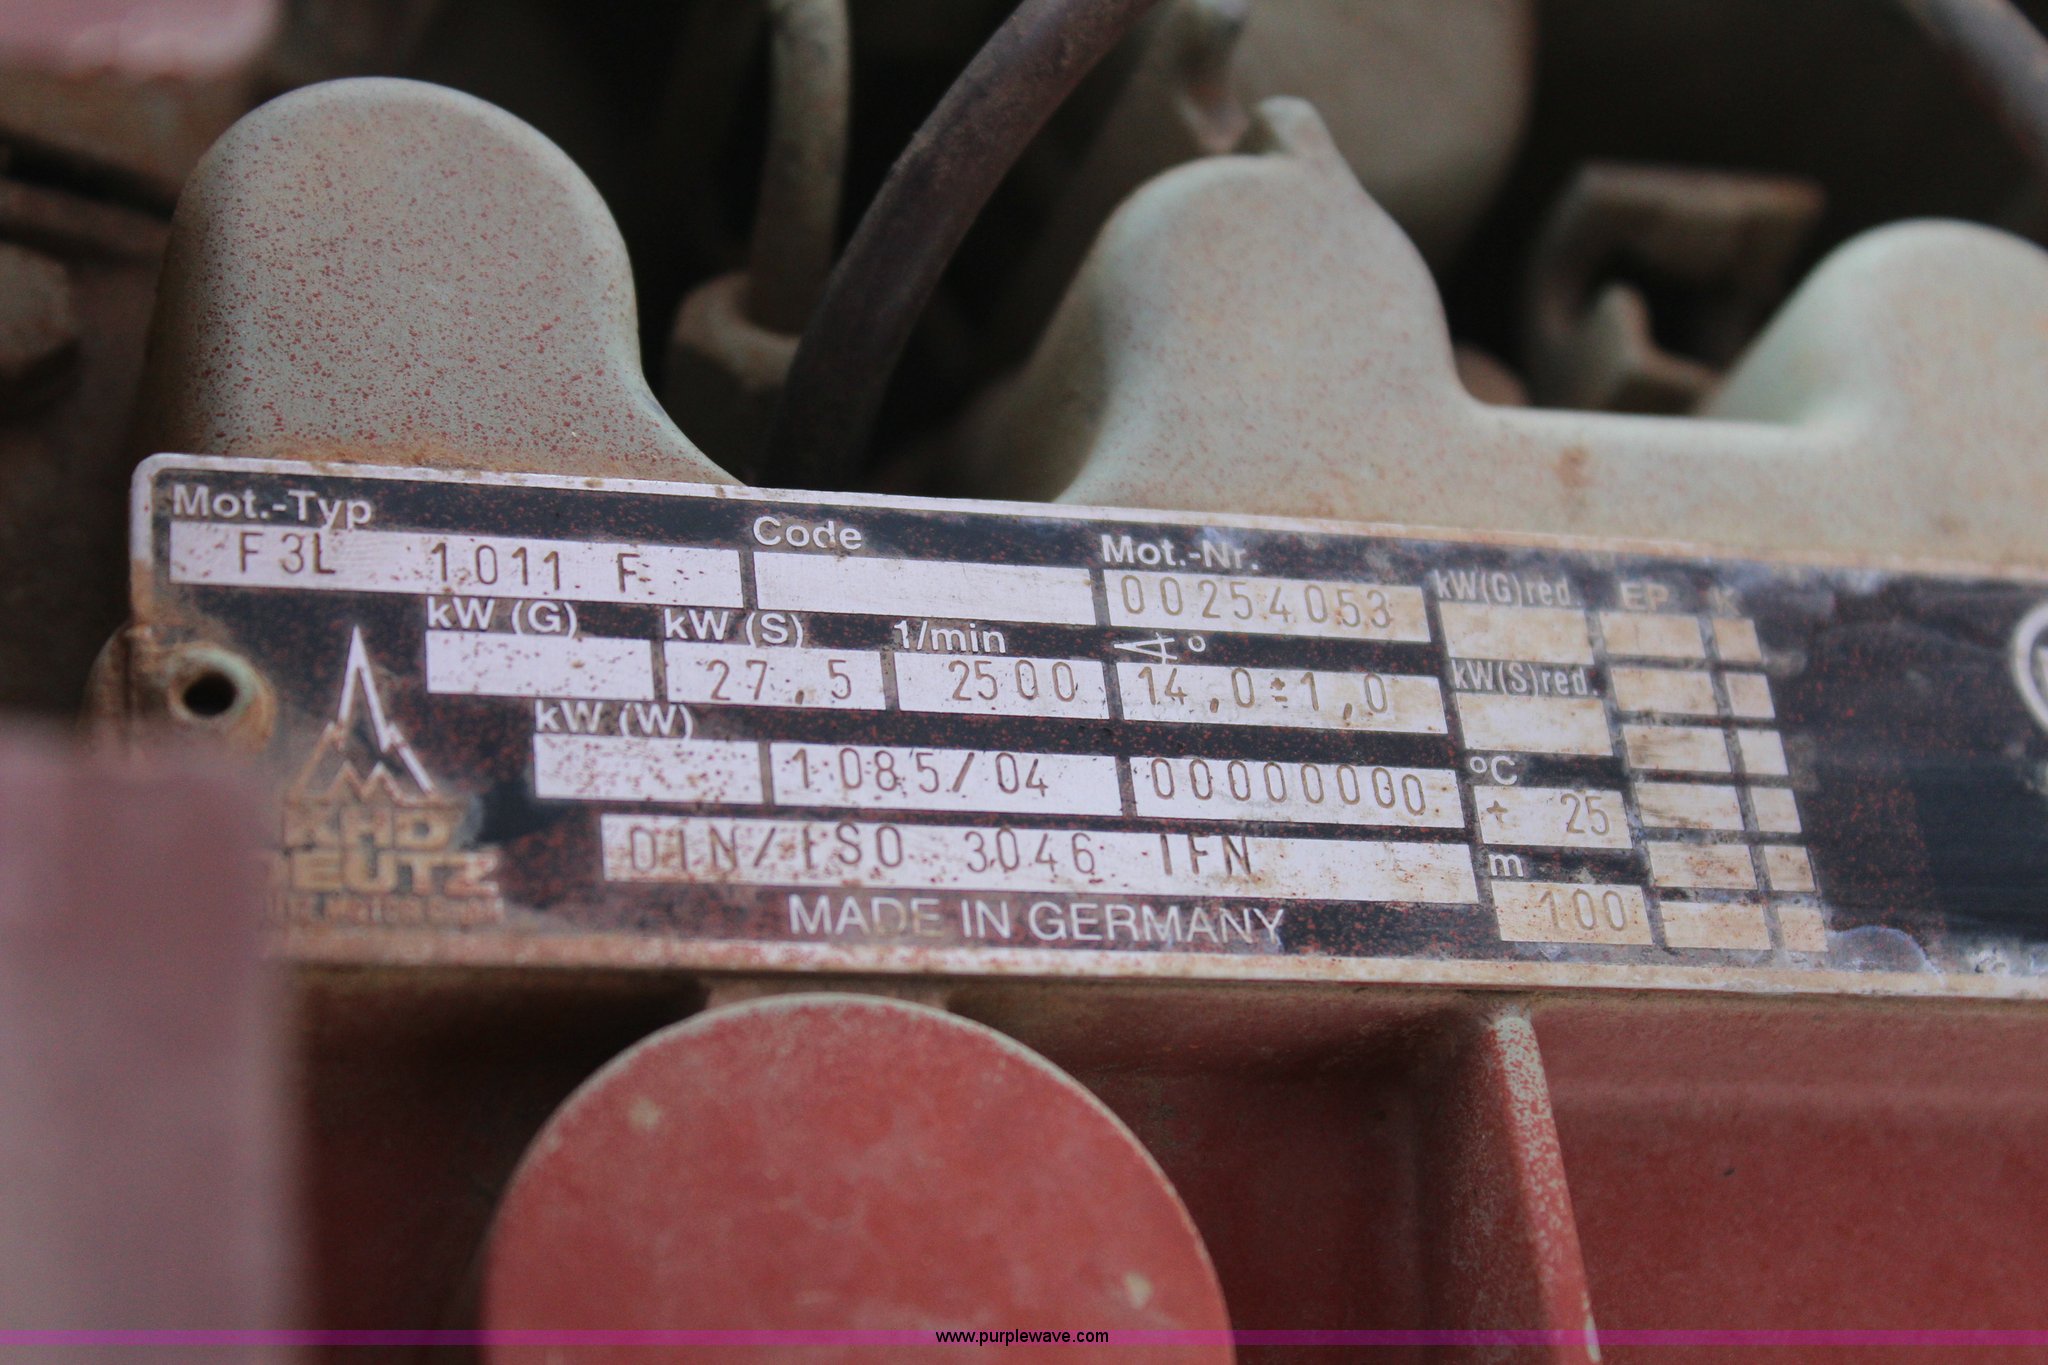 Mot.-Typ Code Mot.-Nr.
F3L 1011 F 00254053 kW(G)red. EP K
kW (G) kW (S) 1/min °
27,5 2500 14,0±1,0 kW(S)red.
kW (W)
1085/04 00000000 °C
+ 25
KHD
DEUTZ
DIN/ISO 3046 IFN m
100
MADE IN GERMANY
www.purplewave.com